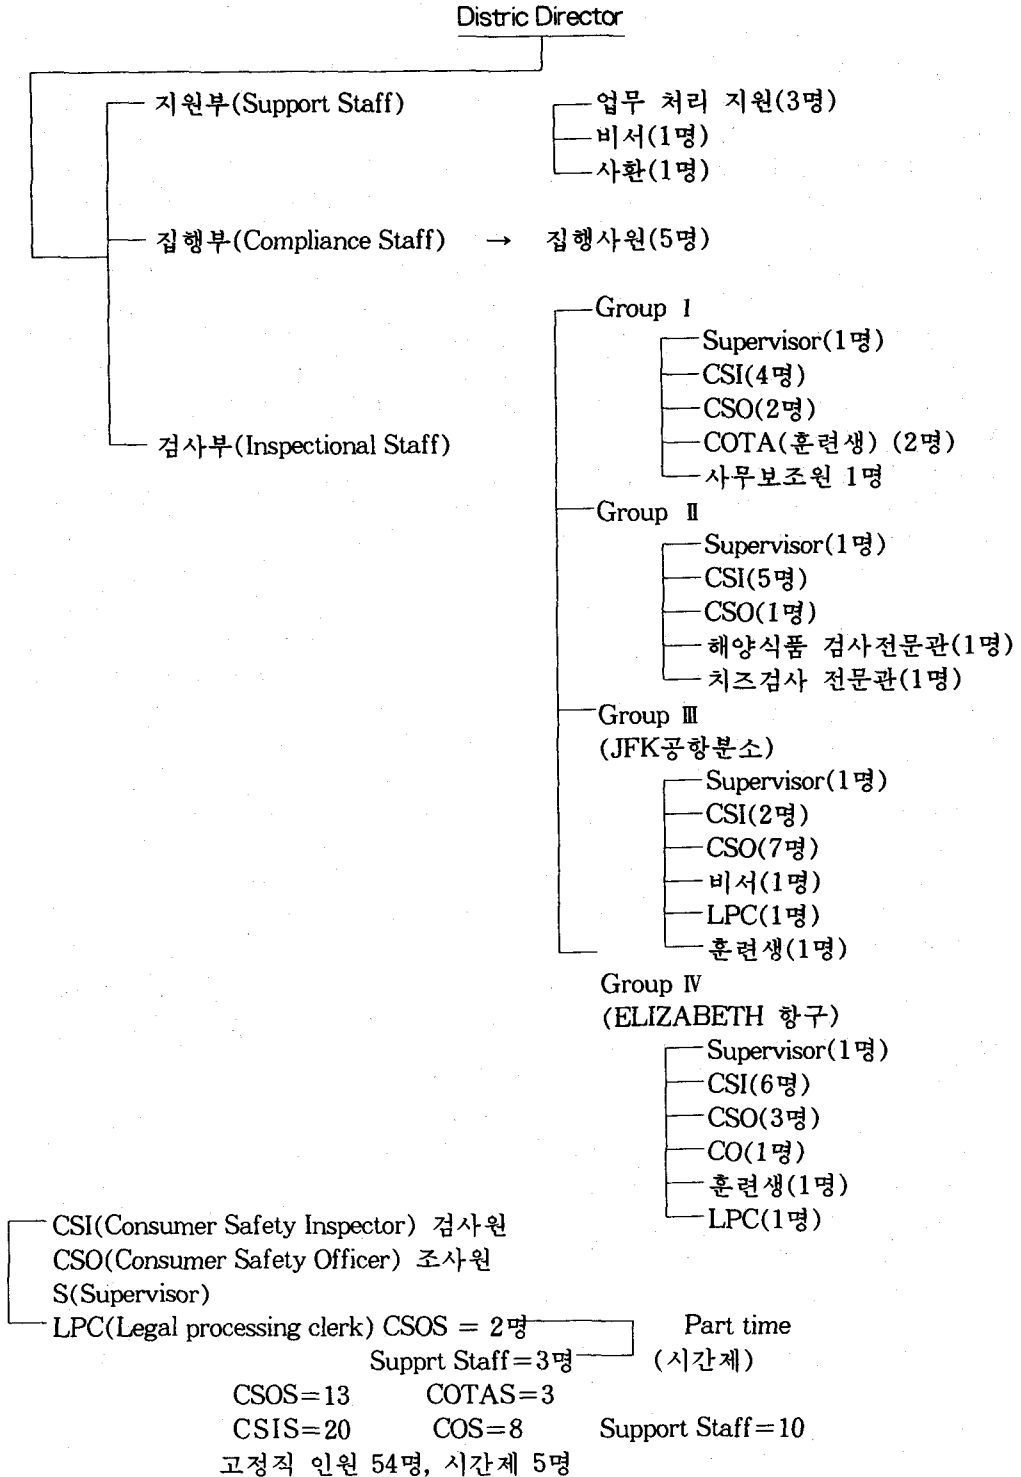 Distric Director
지원부(Support Staff)
업무 처리 지원(3명)
비서(1명)
사환(1명)
집행부(Compliance Staff) → 집행사원(5명)
검사부(Inspectional Staff)
Group Ⅰ
Supervisor(1명)
CSI(4명)
CSO(2명)
COTA(훈련생) (2명)
사무보조원 1명
Group Ⅱ
Supervisor(1명)
CSI(5명)
CSO(1명)
해양식품 검사전문관(1명)
치즈검사 전문관(1명)
Group Ⅲ
(JFK공항분소)
Supervisor(1명)
CSI(2명)
CSO(7명)
비서(1명)
LPC(1명)
훈련생(1명)
Group Ⅳ
(ELIZABETH 항구)
Supervisor(1명)
CSI(6명)
CSO(3명)
CO(1명)
훈련생(1명)
LPC(1명)
CSI(Consumer Safety Inspector) 검사원
CSO(Consumer Safety Officer) 조사원
S(Supervisor)
LPC(Legal processing clerk) CSOS = 2명 Part time
Supprt Staff=3명 (시간제)
CSOS=13 COTAS=3
CSIS=20 COS=8 Support Staff=10
고정직 인원 54명, 시간제 5명